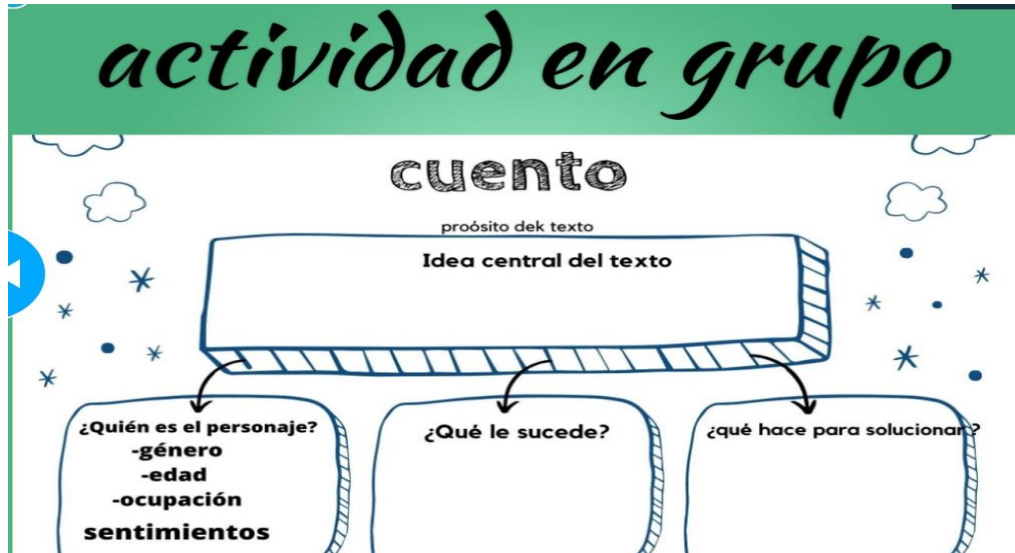 actividad en grupo
cuento
proósito dek texto
Idea central del texto
¿Quién es el personaje?
-género
-edad
-ocupación
sentimientos
¿Qué le sucede?
¿qué hace para solucionar ?